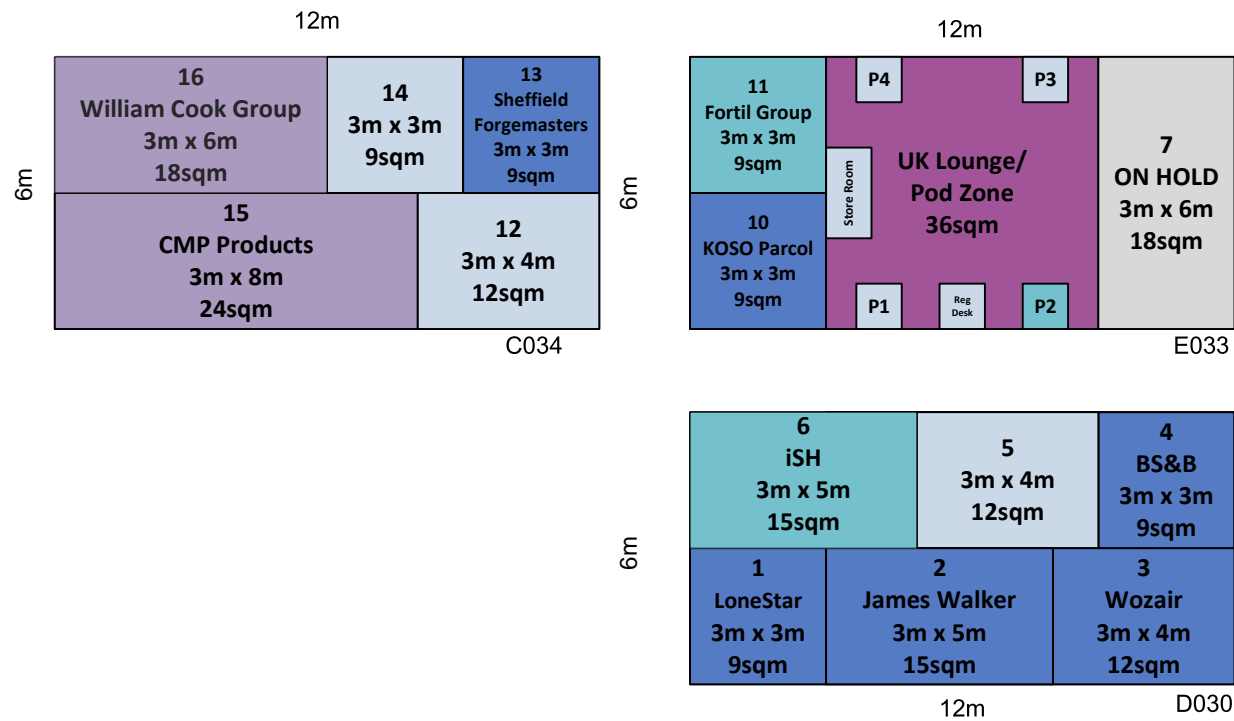 12m
6m
16
William Cook Group
3m x 6m
18sqm
14
3m x 3m
9sqm
13
Sheffield
Forgemasters
3m x 3m
9sqm
15
CMP Products
3m x 8m
24sqm
12
3m x 4m
12sqm
C034
12m
6m
11
Fortil Group
3m x 3m
9sqm
P4
P3
Store Room
UK Lounge/
Pod Zone
36sqm
7
ON HOLD
3m x 6m
18sqm
10
KOSO Parcol
3m x 3m
9sqm
P1
Reg
Desk
P2
E033
6m
6
iSH
3m x 5m
15sqm
5
3m x 4m
12sqm
4
BS&B
3m x 3m
9sqm
1
LoneStar
3m x 3m
9sqm
2
James Walker
3m x 5m
15sqm
3
Wozair
3m x 4m
12sqm
12m
D030